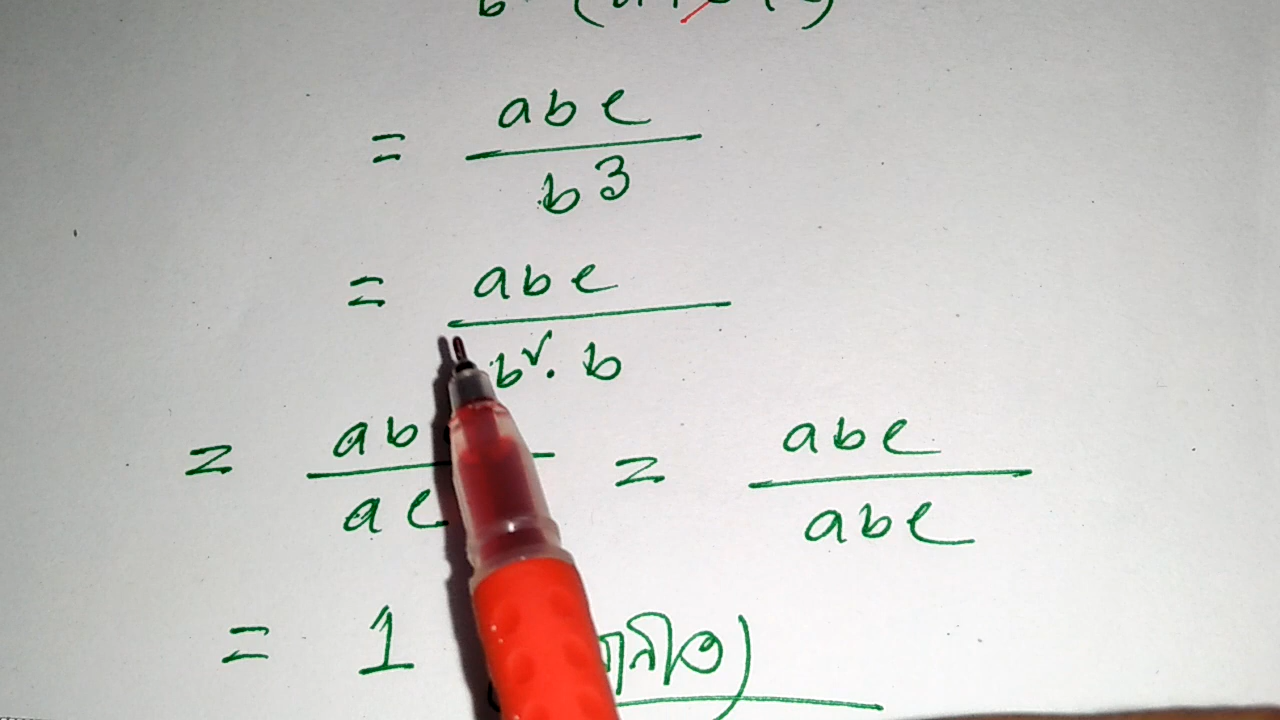 = abc / b³
= abc / b² . b
= ab / ac = abc / abc
= 1